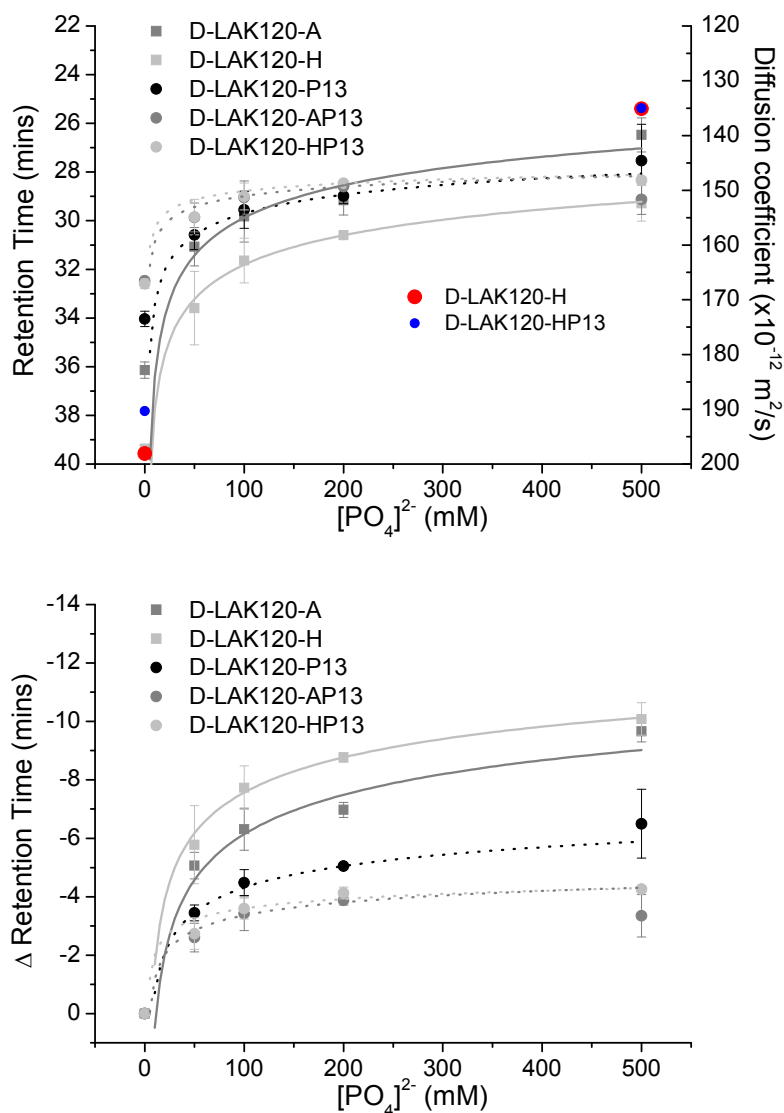 22
24
26
28
30
32
34
36
38
40
Retention Time (mins)
D-LAK120-A
D-LAK120-H
D-LAK120-P13
D-LAK120-AP13
D-LAK120-HP13
D-LAK120-H
D-LAK120-HP13
120
130
140
150
160
170
180
190
200
Diffusion coefficient (x10⁻¹² m²/s)
0 100 200 300 400 500
[PO₄]²⁻ (mM)
-14
-12
-10
-8
-6
-4
-2
0
Δ Retention Time (mins)
D-LAK120-A
D-LAK120-H
D-LAK120-P13
D-LAK120-AP13
D-LAK120-HP13
0 100 200 300 400 500
[PO₄]²⁻ (mM)